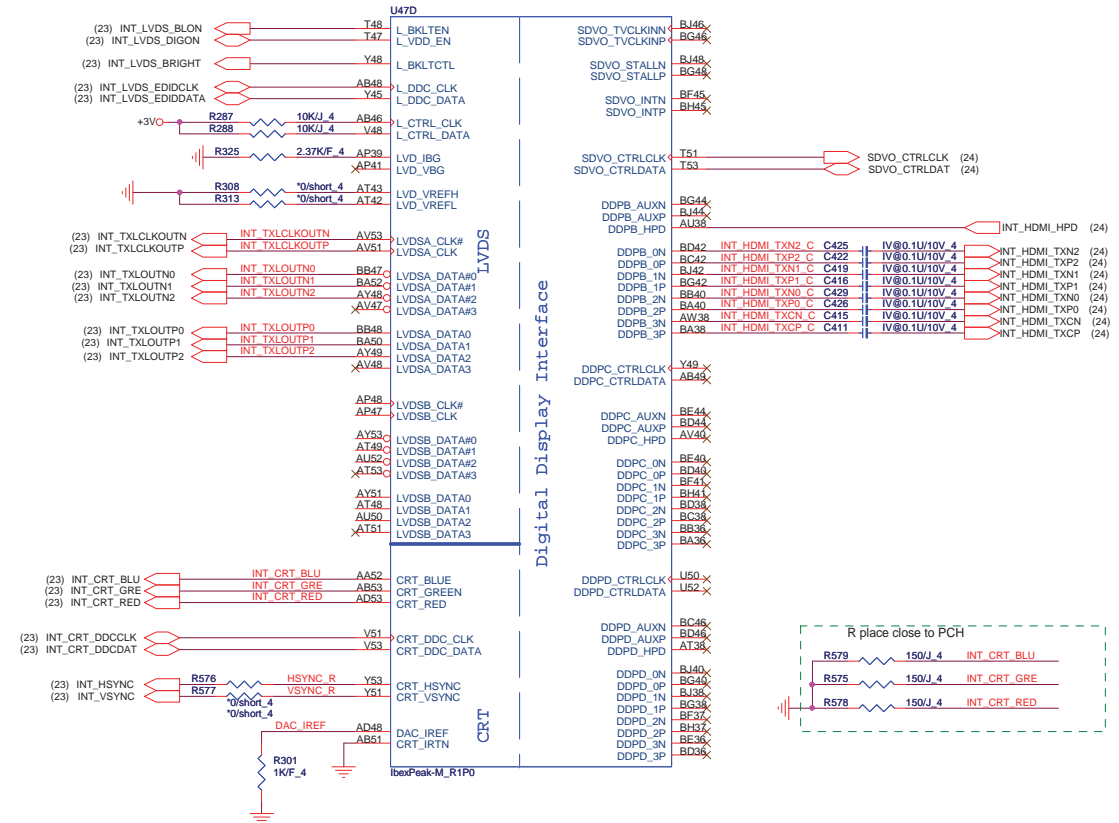 U47D
(23) INT_LVDS_BLON T48 L_BKLTEN
(23) INT_LVDS_DIGON T47 L_VDD_EN
(23) INT_LVDS_BRIGHT Y48 L_BKLTCTL
(23) INT_LVDS_EDIDCLK AB48 L_DDC_CLK
(23) INT_LVDS_EDIDDATA Y45 L_DDC_DATA
+3V R287 10K/J_4 AB46 L_CTRL_CLK
R288 10K/J_4 V48 L_CTRL_DATA
R325 2.37K/F_4 AP39 LVD_IBG
AP41 LVD_VBG
R308 *0/short_4 AT43 LVD_VREFH
R313 *0/short_4 AT42 LVD_VREFL
(23) INT_TXLCLKOUTN INT_TXLCLKOUTN AV53 LVDSA_CLK#
(23) INT_TXLCLKOUTP INT_TXLCLKOUTP AV51 LVDSA_CLK
(23) INT_TXLOUTN0 INT_TXLOUTN0 BB47 LVDSA_DATA#0
(23) INT_TXLOUTN1 INT_TXLOUTN1 BA52 LVDSA_DATA#1
(23) INT_TXLOUTN2 INT_TXLOUTN2 AY48 LVDSA_DATA#2
AV47 LVDSA_DATA#3
(23) INT_TXLOUTP0 INT_TXLOUTP0 BB48 LVDSA_DATA0
(23) INT_TXLOUTP1 INT_TXLOUTP1 BA50 LVDSA_DATA1
(23) INT_TXLOUTP2 INT_TXLOUTP2 AY49 LVDSA_DATA2
AV48 LVDSA_DATA3
AP48 LVDSB_CLK#
AP47 LVDSB_CLK
AY53 LVDSB_DATA#0
AT49 LVDSB_DATA#1
AU52 LVDSB_DATA#2
AT53 LVDSB_DATA#3
AY51 LVDSB_DATA0
AT48 LVDSB_DATA1
AU50 LVDSB_DATA2
AT51 LVDSB_DATA3
(23) INT_CRT_BLU INT_CRT_BLU AA52 CRT_BLUE
(23) INT_CRT_GRE INT_CRT_GRE AB53 CRT_GREEN
(23) INT_CRT_RED INT_CRT_RED AD53 CRT_RED
(23) INT_CRT_DDCCLK V51 CRT_DDC_CLK
(23) INT_CRT_DDCDAT V53 CRT_DDC_DATA
(23) INT_HSYNC R576 HSYNC_R Y53 CRT_HSYNC
(23) INT_VSYNC R577 VSYNC_R Y51 CRT_VSYNC
*0/short_4
*0/short_4
DAC_IREF AD48 DAC_IREF
AB51 CRT_IRTN
R301
1K/F_4
IbexPeak-M_R1P0
LVDS
CRT
Digital Display Interface
SDVO_TVCLKINN BJ46
SDVO_TVCLKINP BG46
SDVO_STALLN BJ48
SDVO_STALLP BG48
SDVO_INTN BF45
SDVO_INTP BH45
SDVO_CTRLCLK T51 SDVO_CTRLCLK (24)
SDVO_CTRLDATA T53 SDVO_CTRLDAT (24)
DDPB_AUXN BG44
DDPB_AUXP BJ44
DDPB_HPD AU38 INT_HDMI_HPD (24)
DDPB_0N BD42 INT_HDMI_TXN2_C C425 IV@0.1U/10V_4 INT_HDMI_TXN2 (24)
DDPB_0P BC42 INT_HDMI_TXP2_C C422 IV@0.1U/10V_4 INT_HDMI_TXP2 (24)
DDPB_1N BJ42 INT_HDMI_TXN1_C C419 IV@0.1U/10V_4 INT_HDMI_TXN1 (24)
DDPB_1P BG42 INT_HDMI_TXP1_C C416 IV@0.1U/10V_4 INT_HDMI_TXP1 (24)
DDPB_2N BB40 INT_HDMI_TXN0_C C429 IV@0.1U/10V_4 INT_HDMI_TXN0 (24)
DDPB_2P BA40 INT_HDMI_TXP0_C C426 IV@0.1U/10V_4 INT_HDMI_TXP0 (24)
DDPB_3N AW38 INT_HDMI_TXCN_C C415 IV@0.1U/10V_4 INT_HDMI_TXCN (24)
DDPB_3P BA38 INT_HDMI_TXCP_C C411 IV@0.1U/10V_4 INT_HDMI_TXCP (24)
DDPC_CTRLCLK Y49
DDPC_CTRLDATA AB49
DDPC_AUXN BE44
DDPC_AUXP BD44
DDPC_HPD AV40
DDPC_0N BE40
DDPC_0P BD40
DDPC_1N BF41
DDPC_1P BH41
DDPC_2N BD38
DDPC_2P BC38
DDPC_3N BB36
DDPC_3P BA36
DDPD_CTRLCLK U50
DDPD_CTRLDATA U52
DDPD_AUXN BC46
DDPD_AUXP BD46
DDPD_HPD AT38
DDPD_0N BJ40
DDPD_0P BG40
DDPD_1N BJ38
DDPD_1P BG38
DDPD_2N BF37
DDPD_2P BH37
DDPD_3N BE36
DDPD_3P BD36
R place close to PCH
R579 150/J_4 INT_CRT_BLU
R575 150/J_4 INT_CRT_GRE
R578 150/J_4 INT_CRT_RED